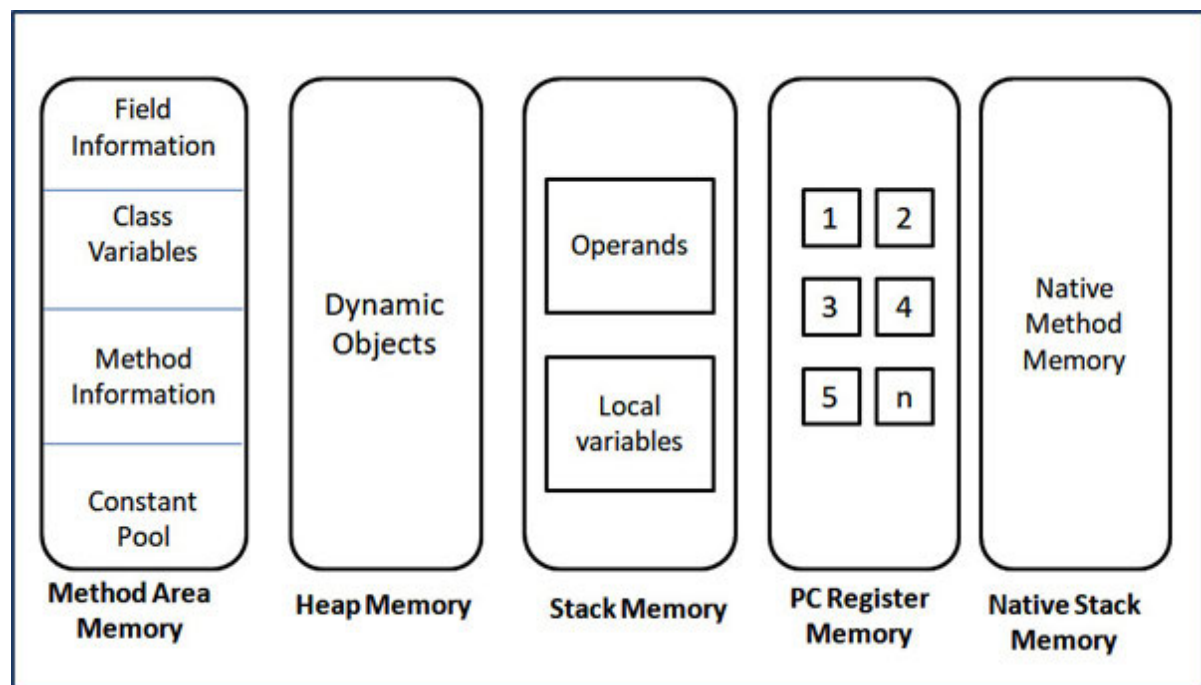 Field
Information
Class
Variables
Method
Information
Constant
Pool
Method Area
Memory
Dynamic
Objects
Heap Memory
Operands
Local
variables
Stack Memory
1 2
3 4
5 n
PC Register
Memory
Native
Method
Memory
Native Stack
Memory